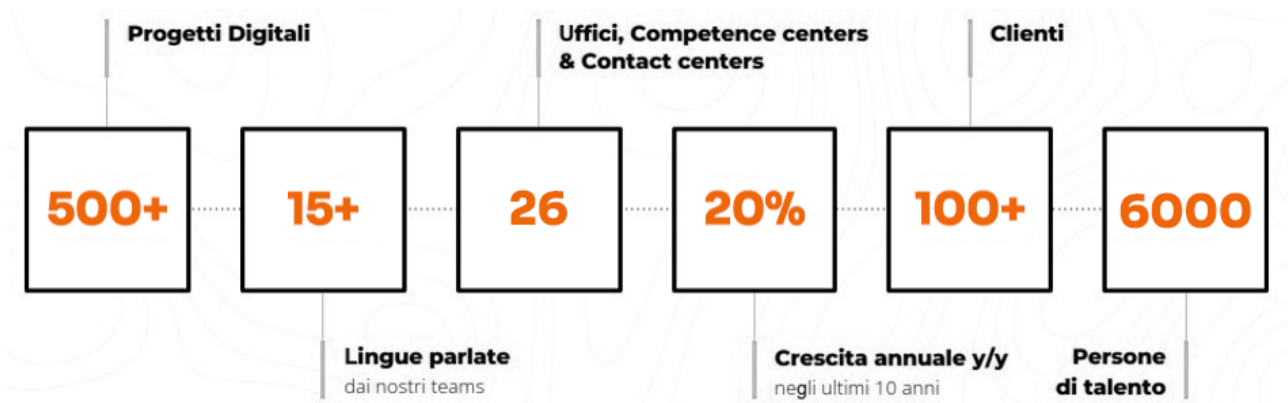 Progetti Digitali
Uffici, Competence centers
& Contact centers
Clienti
500+
15+
26
20%
100+
6000
Lingue parlate
dai nostri teams
Crescita annuale y/y
negli ultimi 10 anni
Persone
di talento